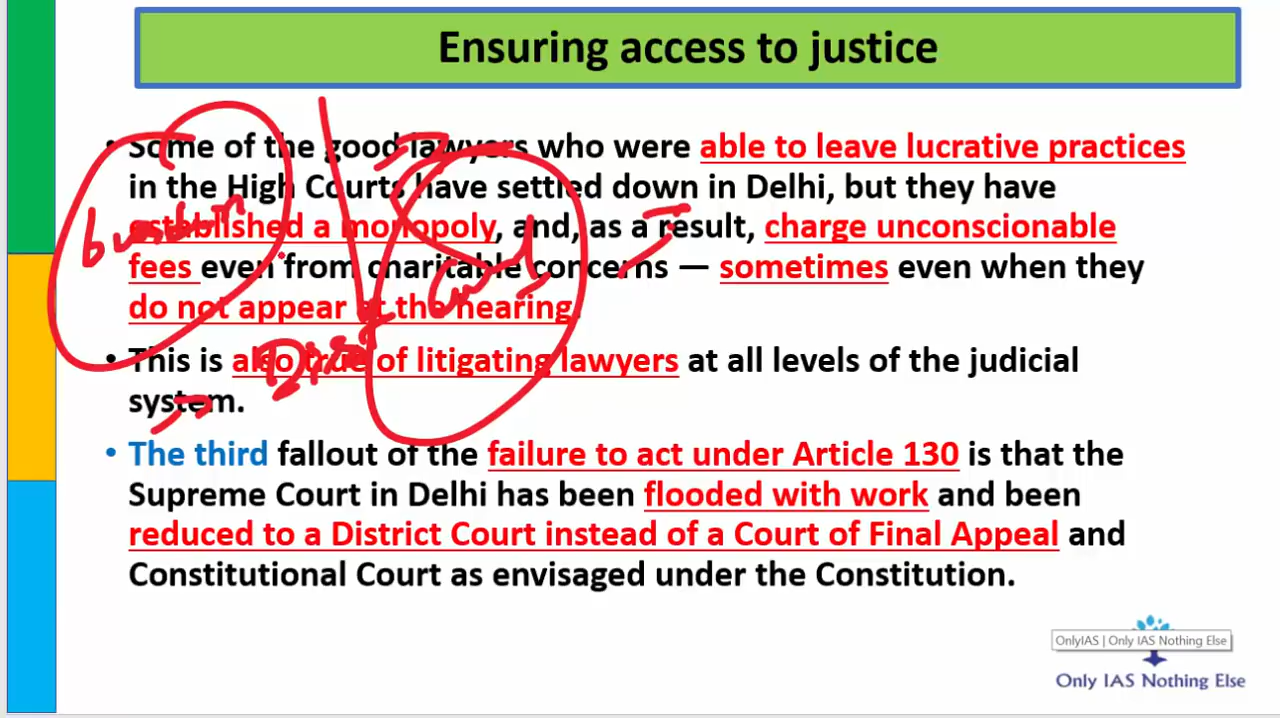 Ensuring access to justice
• Some of the good lawyers who were able to leave lucrative practices
in the High Courts have settled down in Delhi, but they have
established a monopoly, and, as a result, charge unconscionable
fees even from charitable concerns — sometimes even when they
do not appear at the hearing.
• This is also true of litigating lawyers at all levels of the judicial
system.
• The third fallout of the failure to act under Article 130 is that the
Supreme Court in Delhi has been flooded with work and been
reduced to a District Court instead of a Court of Final Appeal and
Constitutional Court as envisaged under the Constitution.
OnlyIAS | Only IAS Nothing Else
Only IAS Nothing Else